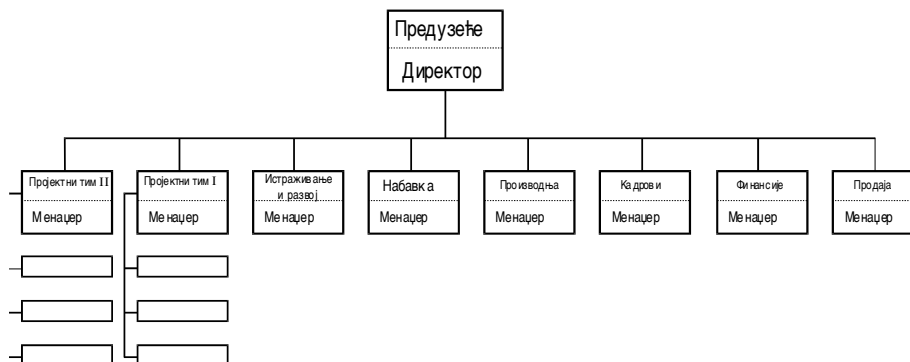 Предузеће
Директор
Пројектни тим II
Менаџер
Пројектни тим I
Менаџер
Истраживање
и развој
Менаџер
Набавка
Менаџер
Производња
Менаџер
Кадрови
Менаџер
Финансије
Менаџер
Продаја
Менаџер